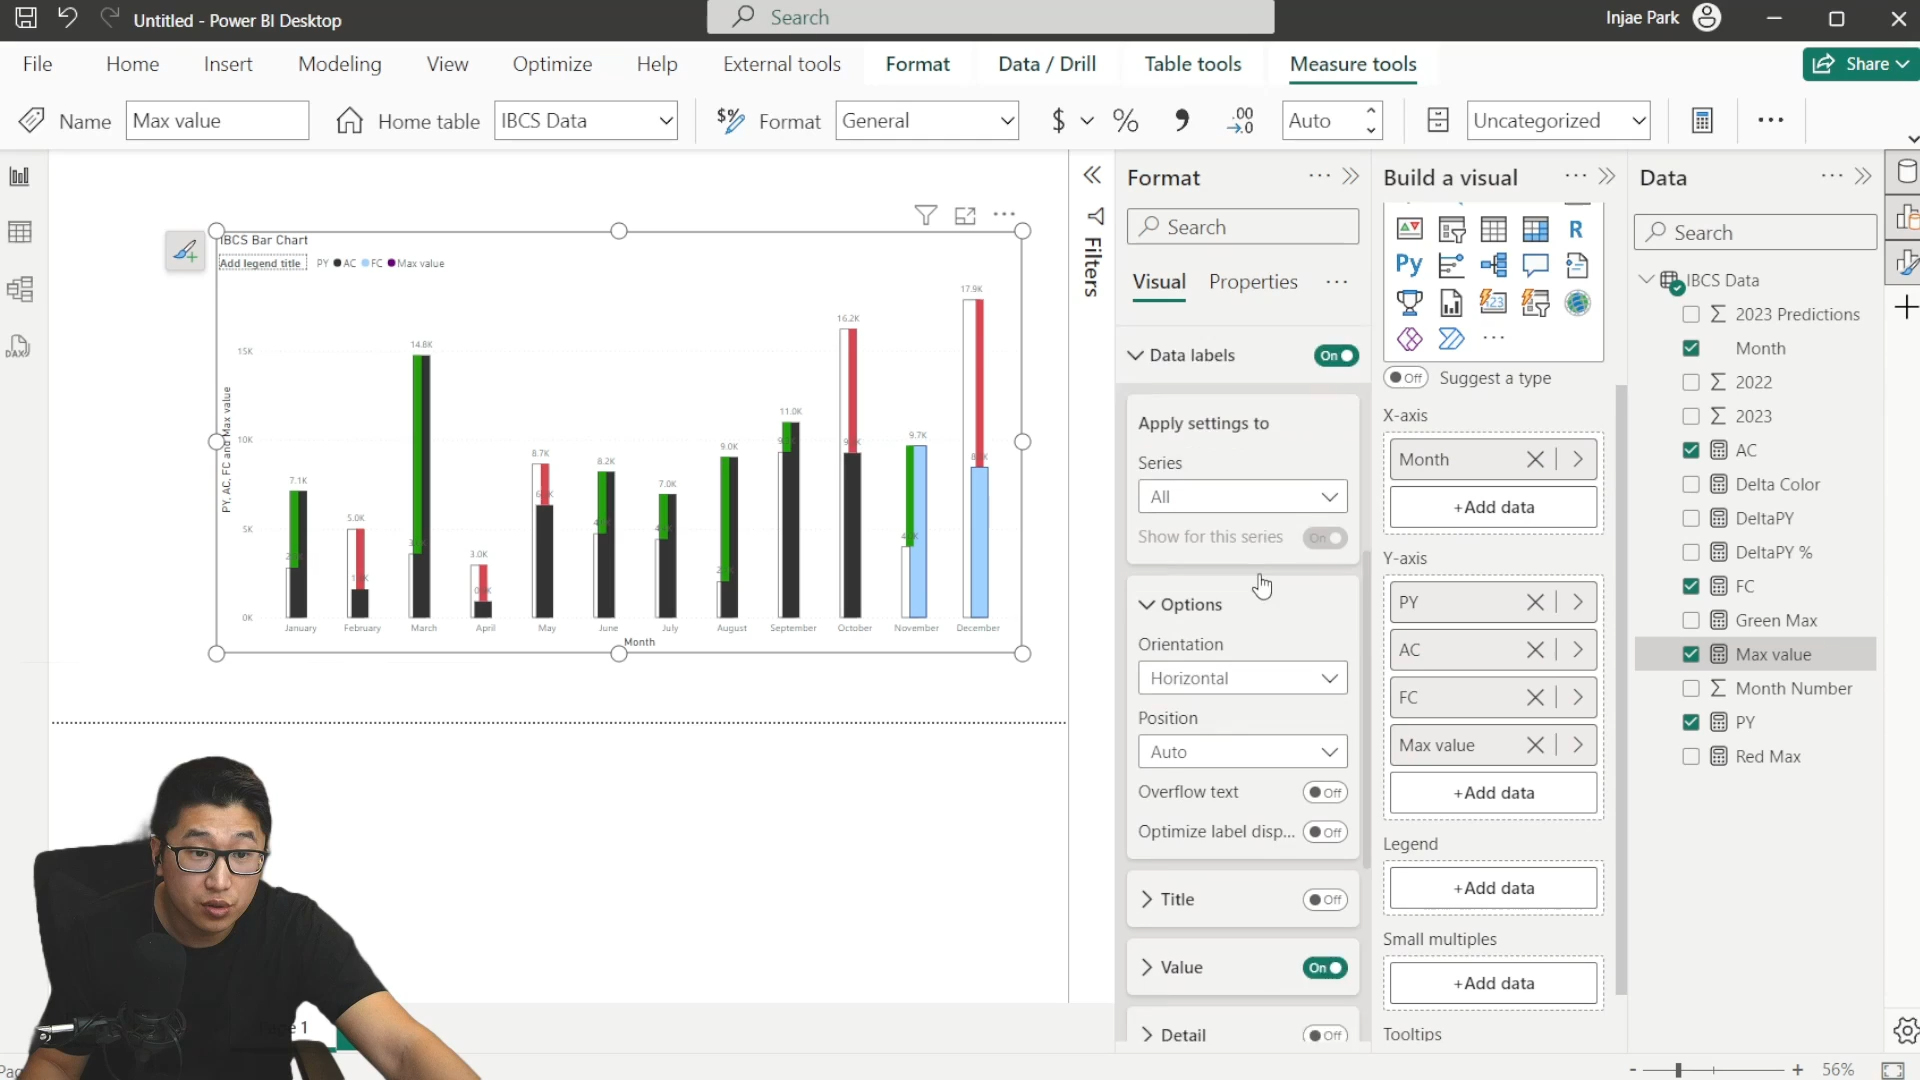 Untitled - Power BI Desktop
Search
Injae Park
File
Home
Insert
Modeling
View
Optimize
Help
External tools
Format
Data / Drill
Table tools
Measure tools
Share
Name
Max value
Home table
IBCS Data
Format
General
$
%
.00
Auto
Uncategorized
IBCS Bar Chart
Add legend title
PY
AC
FC
Max value
PY, AC, FC and Max value
15K
10K
5K
0K
7.1K
5.0K
14.8K
3.0K
8.7K
8.2K
7.0K
9.0K
11.0K
16.2K
9.7K
17.9K
January
February
March
April
May
June
July
August
September
October
November
December
Month
Filters
Format
Search
Visual
Properties
Data labels
On
Apply settings to
Series
All
Show for this series
On
Options
Orientation
Horizontal
Position
Auto
Overflow text
Off
Optimize label disp...
Off
Title
Off
Value
On
Detail
Off
Build a visual
R
Py
123
Off
Suggest a type
X-axis
Month
+Add data
Y-axis
PY
AC
FC
Max value
+Add data
Legend
+Add data
Small multiples
+Add data
Tooltips
Data
Search
IBCS Data
2023 Predictions
Month
2022
2023
AC
Delta Color
DeltaPY
DeltaPY %
FC
Green Max
Max value
Month Number
PY
Red Max
DAX
56%